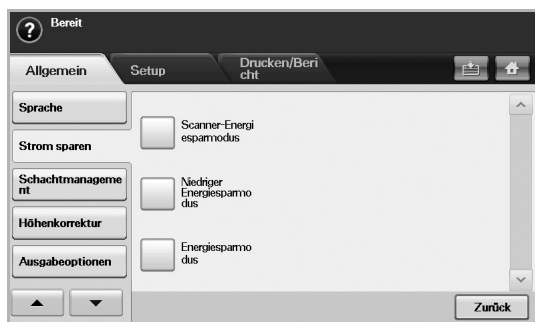 ?
Bereit
Allgemein
Setup
Drucken/Beri
cht
Sprache
Strom sparen
Schachtmanageme
nt
Höhenkorrektur
Ausgabeoptionen
Scanner-Energi
esparmodus
Niedriger
Energiesparmo
dus
Energiesparmo
dus
Zurück